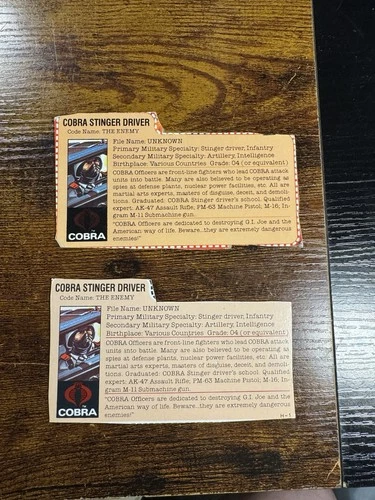 COBRA STINGER DRIVER
Code Name: THE ENEMY
File Name: UNKNOWN
Primary Military Specialty: Stinger driver, Infantry
Secondary Military Specialty: Artillery, Intelligence
Birthplace: Various Countries Grade: O4 (or equivalent)
COBRA Officers are front-line fighters who lead COBRA attack
units into battle. Many are also believed to be operating as
spies at defense plants, nuclear power facilities, etc. All are
martial arts experts, masters of disguise, deceit, and demoli-
tions. Graduated: COBRA Stinger driver's school. Qualified
expert: AK-47 Assault Rifle, PM-63 Machine Pistol; M-16; In-
gram M-11 Submachine gun.
"COBRA Officers are dedicated to destroying G.I. Joe and the
American way of life. Beware..they are extremely dangerous
enemies!"
COBRA
COBRA STINGER DRIVER
Code Name: THE ENEMY
File Name: UNKNOWN
Primary Military Specialty: Stinger driver, Infantry
Secondary Military Specialty: Artillery, Intelligence
Birthplace: Various Countries Grade: O4 (or equivalent)
COBRA Officers are front-line fighters who lead COBRA attack
units into battle. Many are also believed to be operating as
spies at defense plants, nuclear power facilities, etc. All are
martial arts experts, masters of disguise, deceit, and demoli-
tions. Graduated: COBRA Stinger driver's school. Qualified
expert: AK-47 Assault Rifle, PM-63 Machine Pistol; M-16; In-
gram M-11 Submachine gun.
"COBRA Officers are dedicated to destroying G.I. Joe and the
American way of life. Beware..they are extremely dangerous
enemies!"
H-1
COBRA